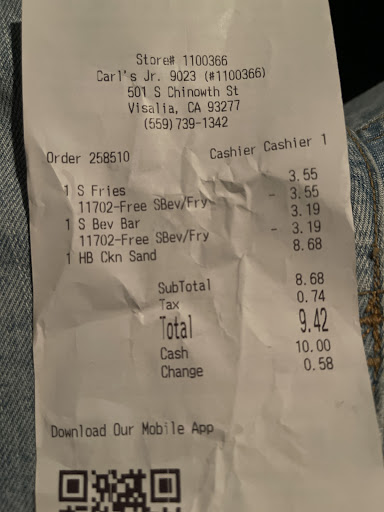 Store# 1100366
Carl's Jr. 9023 (#1100366)
501 S Chinowth St
Visalia, CA 93277
(559)739-1342
Order 258510 Cashier Cashier 1
1 S Fries 3.55
11702-Free SBev/Fry - 3.55
1 S Bev Bar 3.19
11702-Free SBev/Fry - 3.19
1 HB Ckn Sand 8.68
SubTotal 8.68
Tax 0.74
Total 9.42
Cash 10.00
Change 0.58
Download Our Mobile App